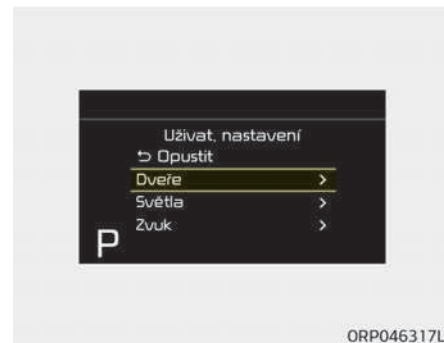 Uživat, nastavení
⮌ Opustit
Dveře >
Světla >
Zvuk >
P
ORP046317L